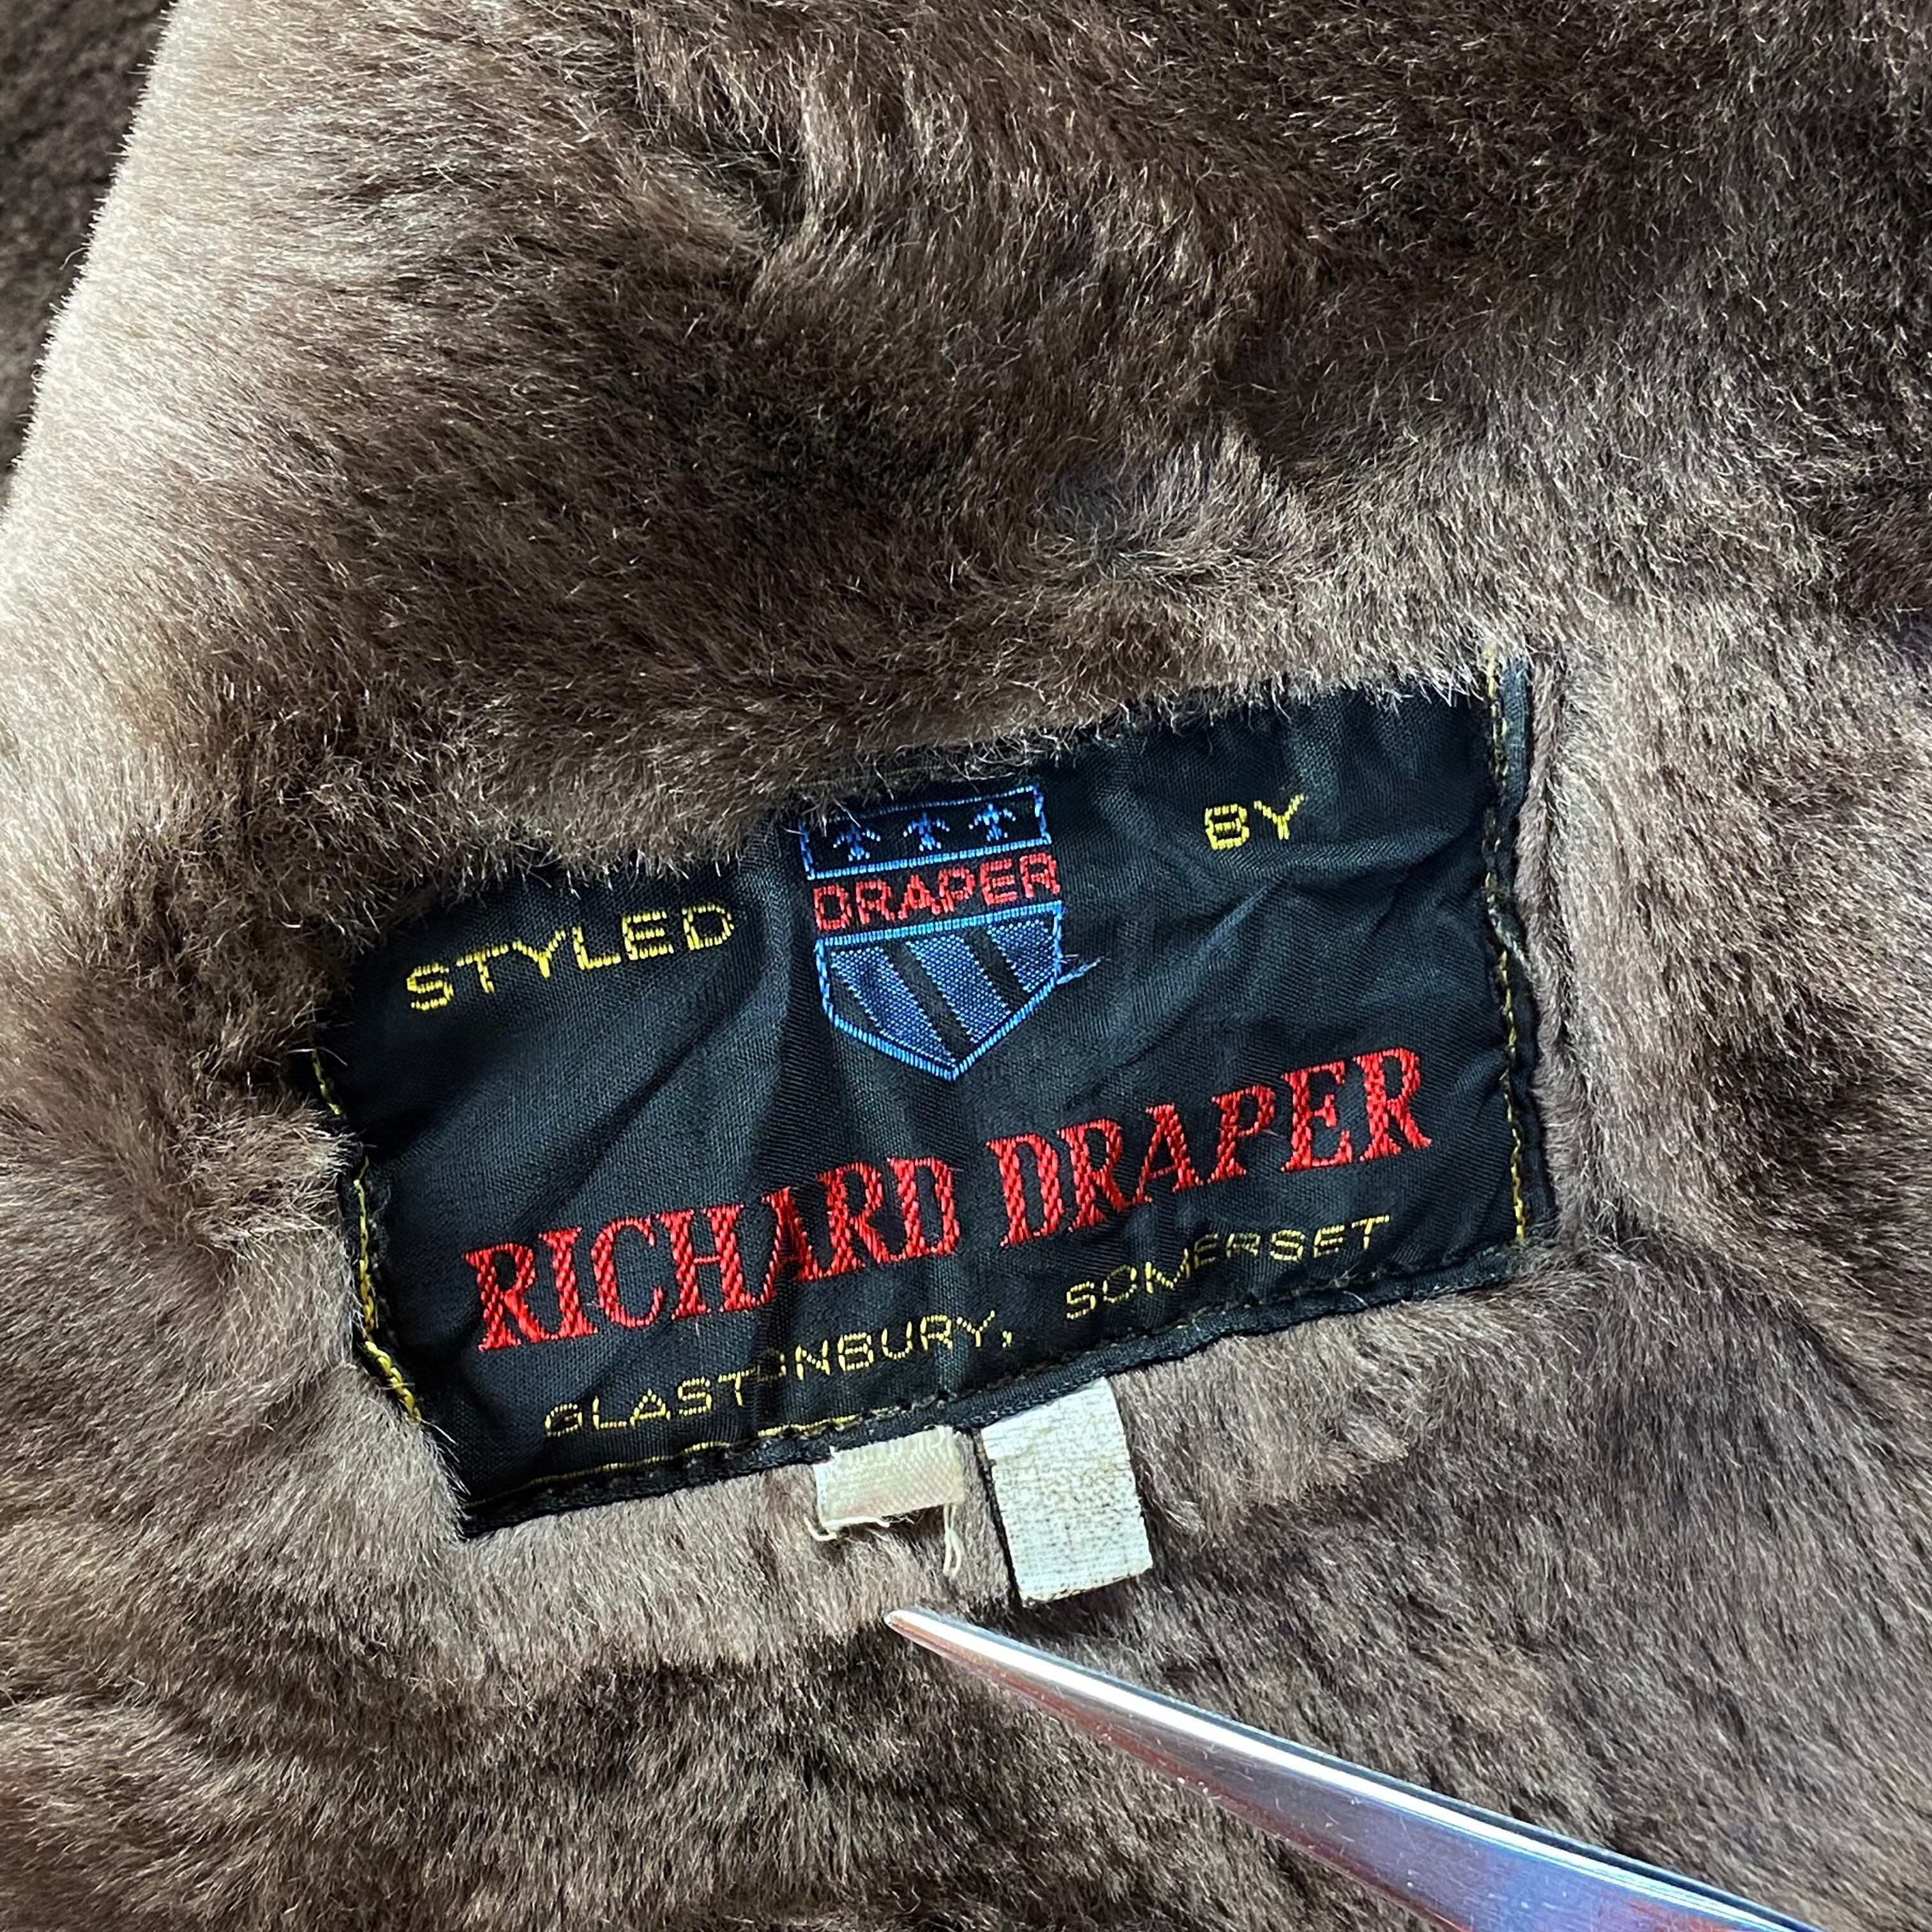 STYLED BY
DRAPER
RICHARD DRAPER
GLASTONBURY, SOMERSET